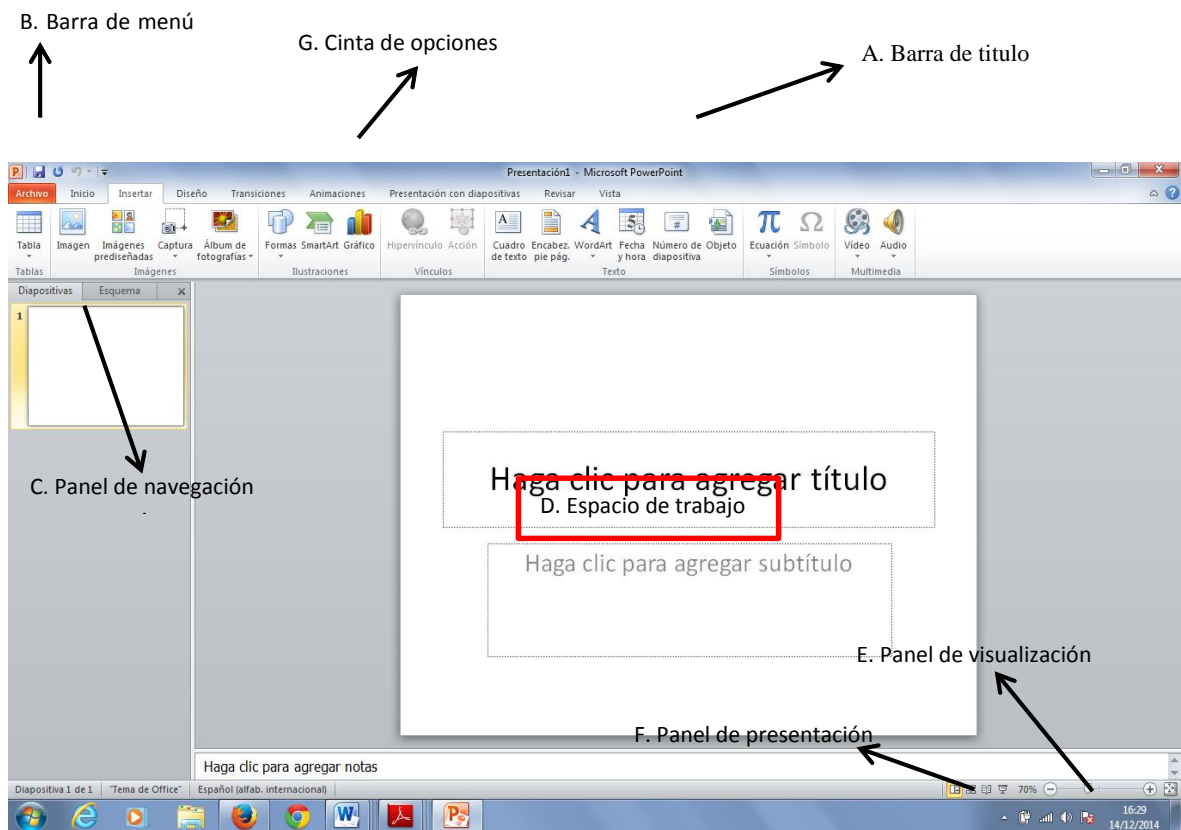 B. Barra de menú
G. Cinta de opciones
A. Barra de titulo
Presentación1 - Microsoft PowerPoint
Archivo Inicio Insertar Diseño Transiciones Animaciones Presentación con diapositivas Revisar Vista
Tabla Imagen Imágenes prediseñadas Captura Álbum de fotografías Formas SmartArt Gráfico Hipervínculo Acción Cuadro de texto Encabez. pie pág. WordArt Fecha y hora Número de diapositiva Objeto Ecuación Símbolo Vídeo Audio
Tablas Imágenes Ilustraciones Vínculos Texto Símbolos Multimedia
Diapositivas Esquema
1
C. Panel de navegación
Haga clic para agregar título
D. Espacio de trabajo
Haga clic para agregar subtítulo
E. Panel de visualización
F. Panel de presentación
Haga clic para agregar notas
Diapositiva 1 de 1 "Tema de Office" Español (alfab. internacional) 70%
16:29
14/12/2014